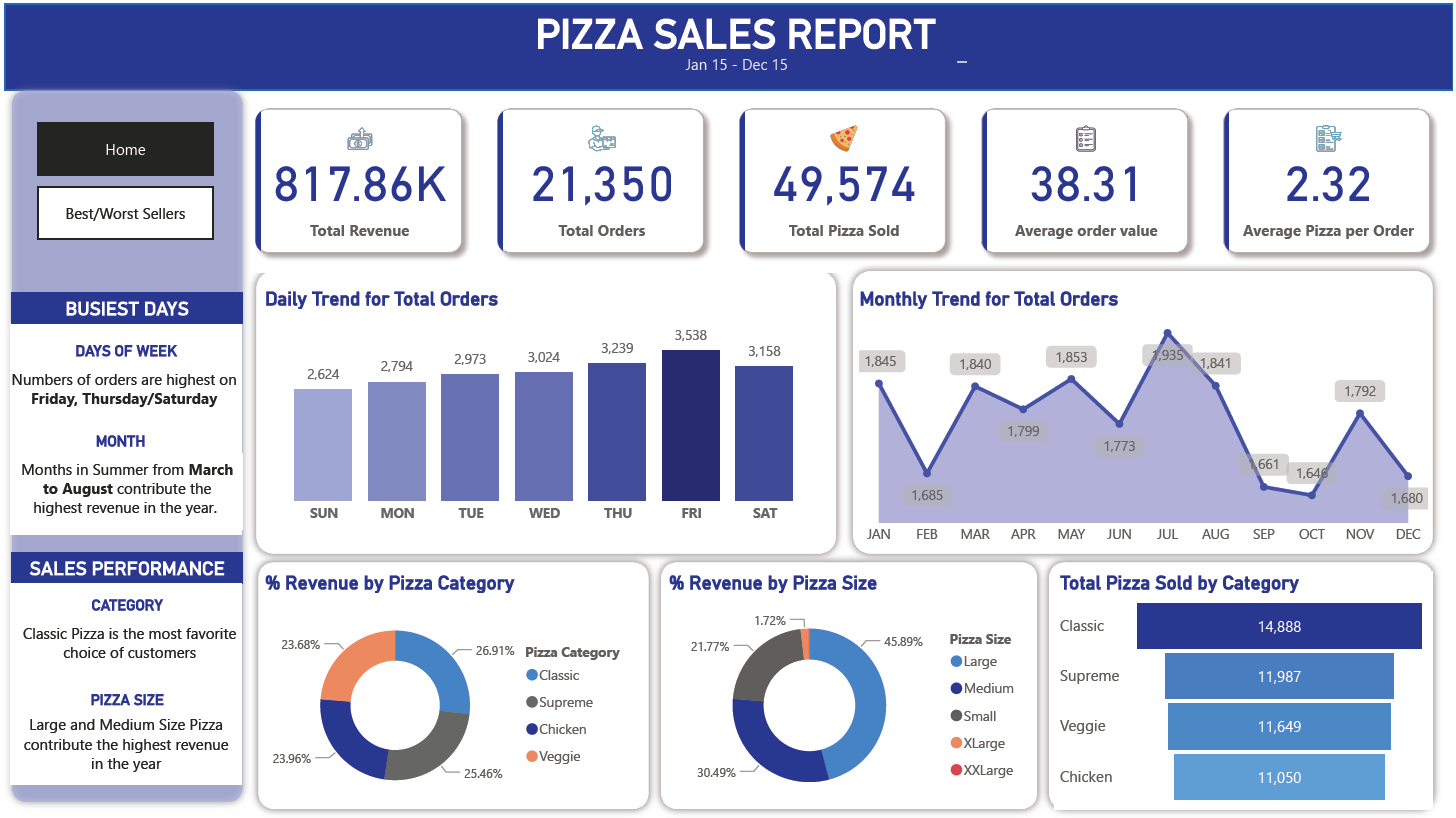 PIZZA SALES REPORT
Jan 15 - Dec 15
Home
Best/Worst Sellers
BUSIEST DAYS
DAYS OF WEEK
Numbers of orders are highest on
Friday, Thursday/Saturday
MONTH
Months in Summer from March
to August contribute the
highest revenue in the year.
SALES PERFORMANCE
CATEGORY
Classic Pizza is the most favorite
choice of customers
PIZZA SIZE
Large and Medium Size Pizza
contribute the highest revenue
in the year
817.86K
Total Revenue
21,350
Total Orders
49,574
Total Pizza Sold
38.31
Average order value
2.32
Average Pizza per Order
Daily Trend for Total Orders
2,624
2,794
2,973
3,024
3,239
3,538
3,158
SUN MON TUE WED THU FRI SAT
Monthly Trend for Total Orders
1,845
1,685
1,840
1,799
1,853
1,773
1,935
1,841
1,661
1,646
1,792
1,680
JAN FEB MAR APR MAY JUN JUL AUG SEP OCT NOV DEC
% Revenue by Pizza Category
23.68%
26.91%
23.96%
25.46%
Pizza Category
Classic
Supreme
Chicken
Veggie
% Revenue by Pizza Size
1.72%
21.77%
45.89%
30.49%
Pizza Size
Large
Medium
Small
XLarge
XXLarge
Total Pizza Sold by Category
Classic 14,888
Supreme 11,987
Veggie 11,649
Chicken 11,050